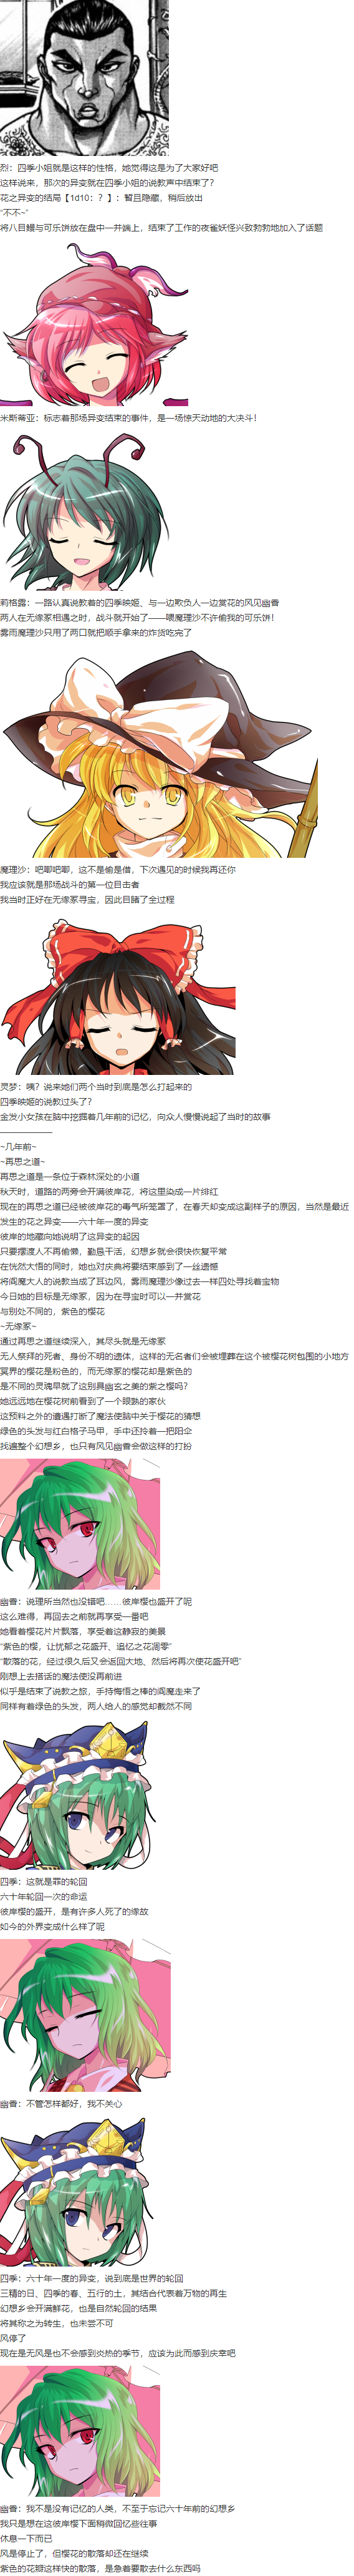 烈：四季小姐就是这样的性格，她觉得这是为了大家好吧
这样说来，那次的异变就在四季小姐的说教声中结束了？
花之异变的结局【1d10：？】：暂且隐藏，稍后放出
“不不~”
将八目鳗与可乐饼放在盘中一并端上，结束了工作的夜雀妖怪兴致勃勃地加入了话题
米斯蒂亚：标志着那场异变结束的事件，是一场惊天动地的大决斗！
莉格露：一路认真说教着的四季映姬、与一边欺负人一边赏花的风见幽香
两人在无缘冢相遇之时，战斗就开始了——喂魔理沙不许偷我的可乐饼！
雾雨魔理沙只用了两口就把顺手拿来的炸货吃完了
魔理沙：吧唧吧唧，这不是偷是借，下次遇见的时候我再还你
我应该就是那场战斗的第一位目击者
我当时正好在无缘冢寻宝，因此目睹了全过程
灵梦：咦？说来她们两个当时到底是怎么打起来的
四季映姬的说教过头了？
金发小女孩在脑中挖掘着几年前的记忆，向众人慢慢说起了当时的故事
——————
~几年前~
~再思之道~
再思之道是一条位于森林深处的小道
秋天时，道路的两旁会开满彼岸花，将这里染成一片绯红
现在的再思之道已经被彼岸花的毒气所笼罩了，在春天却变成这副样子的原因，当然是最近
发生的花之异变——六十年一度的异变
彼岸的地藏向她说明了这异变的起因
只要摆渡人不再偷懒，勤恳干活，幻想乡就会很快恢复平常
在恍然大悟的同时，她也对庆典将要结束感到了一丝遗憾
将阎魔大人的说教当成了耳边风，雾雨魔理沙像过去一样四处寻找着宝物
今日她的目标是无缘冢，因为在寻宝时可以一并赏花
与别处不同的，紫色的樱花
~无缘冢~
通过再思之道继续深入，其尽头就是无缘冢
无人祭拜的死者、身份不明的遗体，这样的无名者们会被埋葬在这个被樱花树包围的小地方
冥界的樱花是粉色的，而无缘冢的樱花却是紫色的
是不同的灵魂早就了这别具幽玄之美的紫之樱吗？
她远远地在樱花树前看到了一个眼熟的家伙
这预料之外的遭遇打断了魔法使脑中关于樱花的猜想
绿色的头发与红白格子马甲，手中还拎着一把阳伞
找遍整个幻想乡，也只有风见幽香会做这样的打扮
幽香：说理所当然也没错吧……彼岸樱也盛开了呢
这么难得，再回去之前就再享受一番吧
她看着樱花片片飘落，享受着这静寂的美景
“紫色的樱，让忧郁之花盛开、追忆之花凋零”
“散落的花，经过很久后又会返回大地、然后将再次使花盛开吧”
刚想上去搭话的魔法使没再前进
似乎是结束了说教之旅，手持悔悟之棒的阎魔走来了
同样有着绿色的头发，两人给人的感觉却截然不同
四季：这就是罪的轮回
六十年轮回一次的命运
彼岸樱的盛开，是有许多人死了的缘故
如今的外界变成什么样了呢
幽香：不管怎样都好，我不关心
四季：六十年一度的异变，说到底是世界的轮回
三精的日、四季的春、五行的土，其结合代表着万物的再生
幻想乡会开满鲜花，也是自然轮回的结果
将其称之为转生，也未尝不可
风停了
现在是无风是也不会感到炎热的季节，应该为此而感到庆幸吧
幽香：我不是没有记忆的人类，不至于忘记六十年前的幻想乡
我只是想在这彼岸樱下面稍微回忆些往事
休息一下而已
风是停止了，但樱花的散落却还在继续
紫色的花瓣这样快的散落，是急着要散去什么东西吗